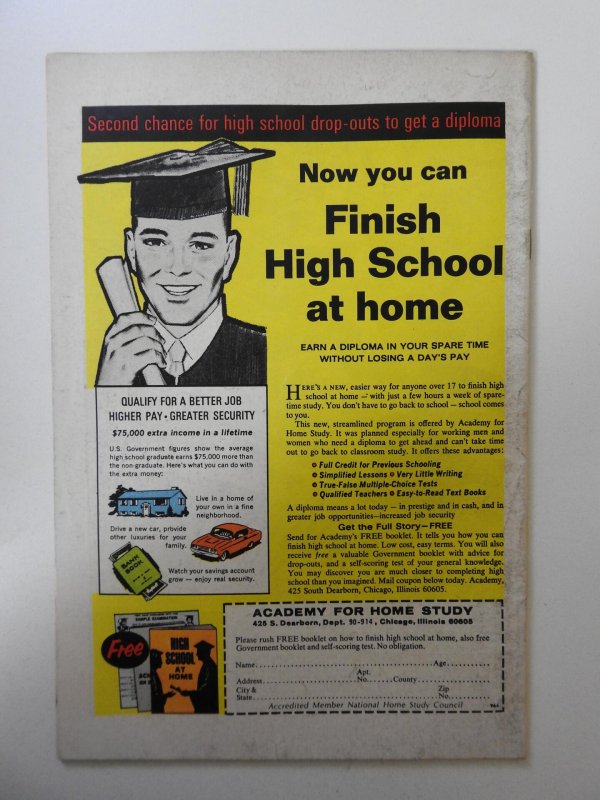 Second chance for high school drop-outs to get a diploma
Now you can
Finish
High School
at home
EARN A DIPLOMA IN YOUR SPARE TIME
WITHOUT LOSING A DAY'S PAY
HERE'S A NEW, easier way for anyone over 17 to finish high
school at home — with just a few hours a week of spare-
time study. You don't have to go back to school — school comes
to you.
This new, streamlined program is offered by Academy for
Home Study. It was planned especially for working men and
women who need a diploma to get ahead and can't take time
out to go back to classroom study. It offers these advantages:
Full Credit for Previous Schooling
Simplified Lessons Very Little Writing
True-False Multiple-Choice Tests
Qualified Teachers Easy-to-Read Text Books
A diploma means a lot today — in prestige and in cash, and in
greater job opportunities—increased job security
Get the Full Story—FREE
Send for Academy's FREE booklet. It tells you how you can
finish high school at home. Low cost, easy terms. You will also
receive free a valuable Government booklet with advice for
drop-outs, and a self-scoring test of your general knowledge.
You may discover you are much closer to completing high
school than you imagined. Mail coupon below today. Academy,
425 South Dearborn, Chicago, Illinois 60605.
QUALIFY FOR A BETTER JOB
HIGHER PAY • GREATER SECURITY
$75,000 extra income in a lifetime
U.S. Government figures show the average
high school graduate earns $75,000 more than
the non-graduate. Here's what you can do with
the extra money:
Live in a home of
your own in a fine
neighborhood.
Drive a new car, provide
other luxuries for your
family.
BANK
BOOK
Watch your savings account
grow — enjoy real security.
Free
SAMPLE EXAMINATION
HIGH
SCHOOL
AT
HOME
ACADEMY FOR HOME STUDY
425 S. Dearborn, Dept. 90-914, Chicago, Illinois 60605
Please rush FREE booklet on how to finish high school at home, also free
Government booklet and self-scoring test. No obligation.
Name Age
Apt.
Address No. County
City & Zip
State No.
Accredited Member National Home Study Council